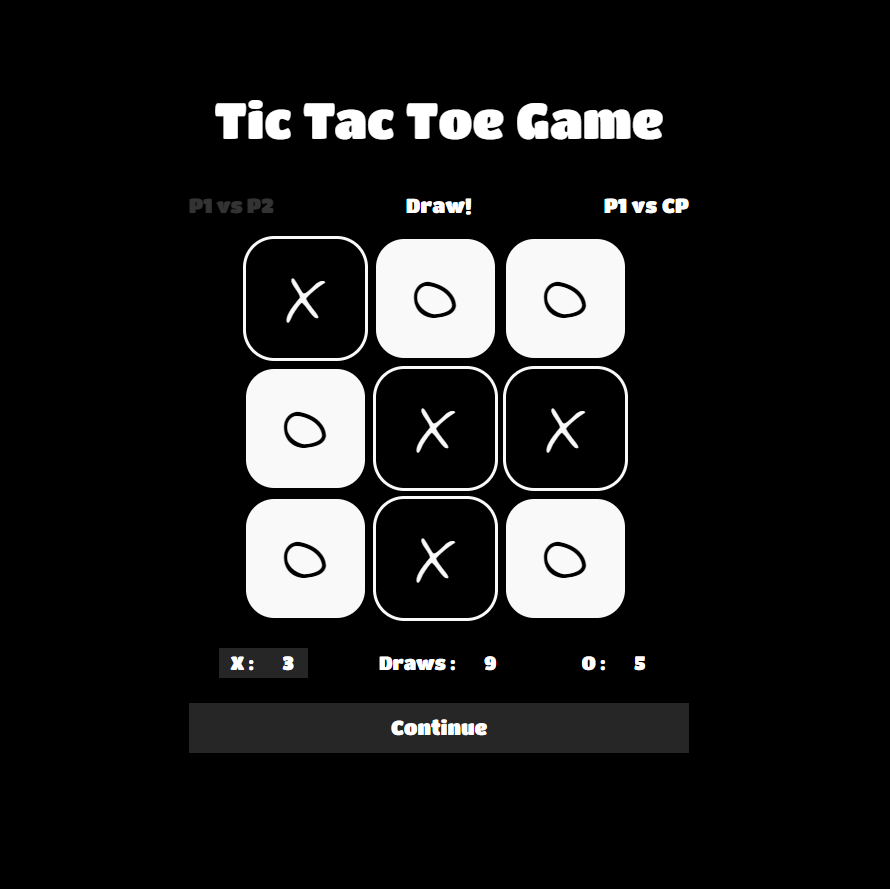 Tic Tac Toe Game
P1 vs P2 Draw! P1 vs CP
X O O
O X X
O X O
X : 3 Draws : 9 O : 5
Continue